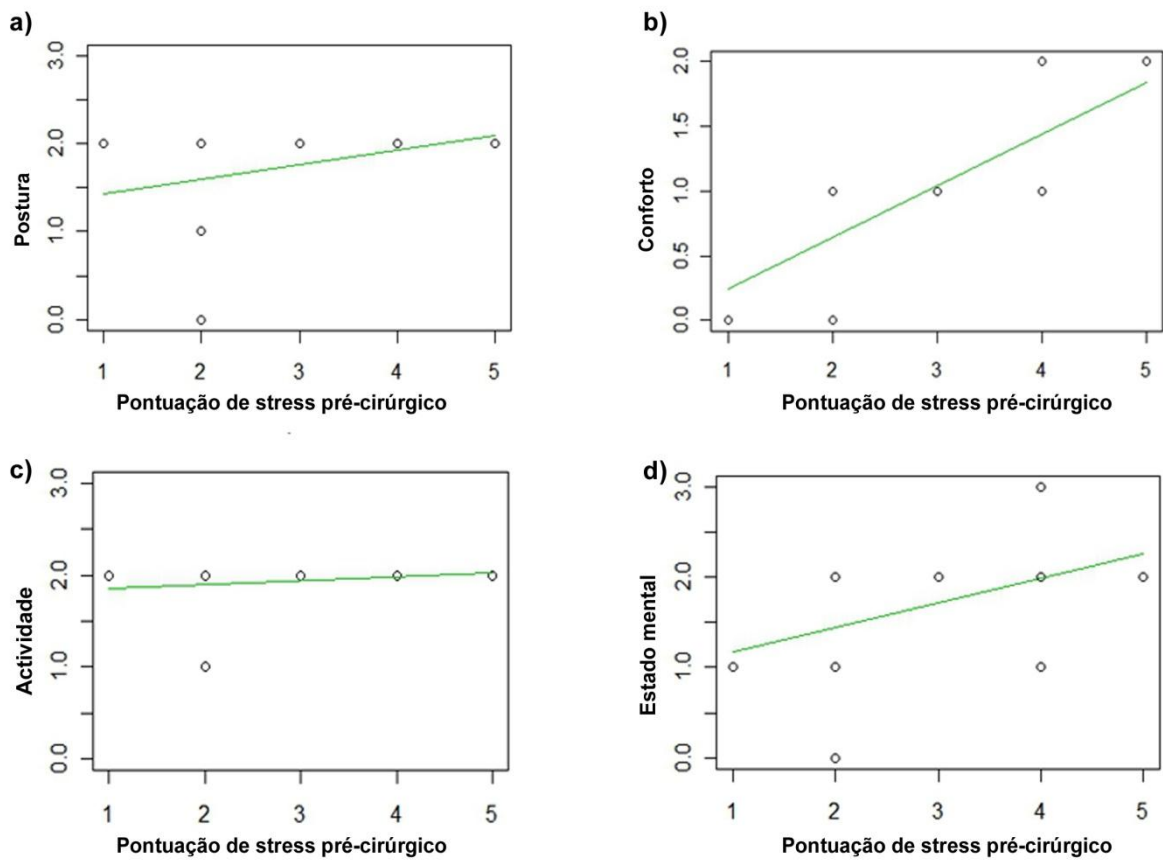 a)
3.0
2.0
1.0
0.0
Postura
1 2 3 4 5
Pontuação de stress pré-cirúrgico
b)
2.0
1.5
1.0
0.5
0.0
Conforto
1 2 3 4 5
Pontuação de stress pré-cirúrgico
c)
3.0
2.0
1.0
0.0
Actividade
1 2 3 4 5
Pontuação de stress pré-cirúrgico
d)
3.0
2.0
1.0
0.0
Estado mental
1 2 3 4 5
Pontuação de stress pré-cirúrgico